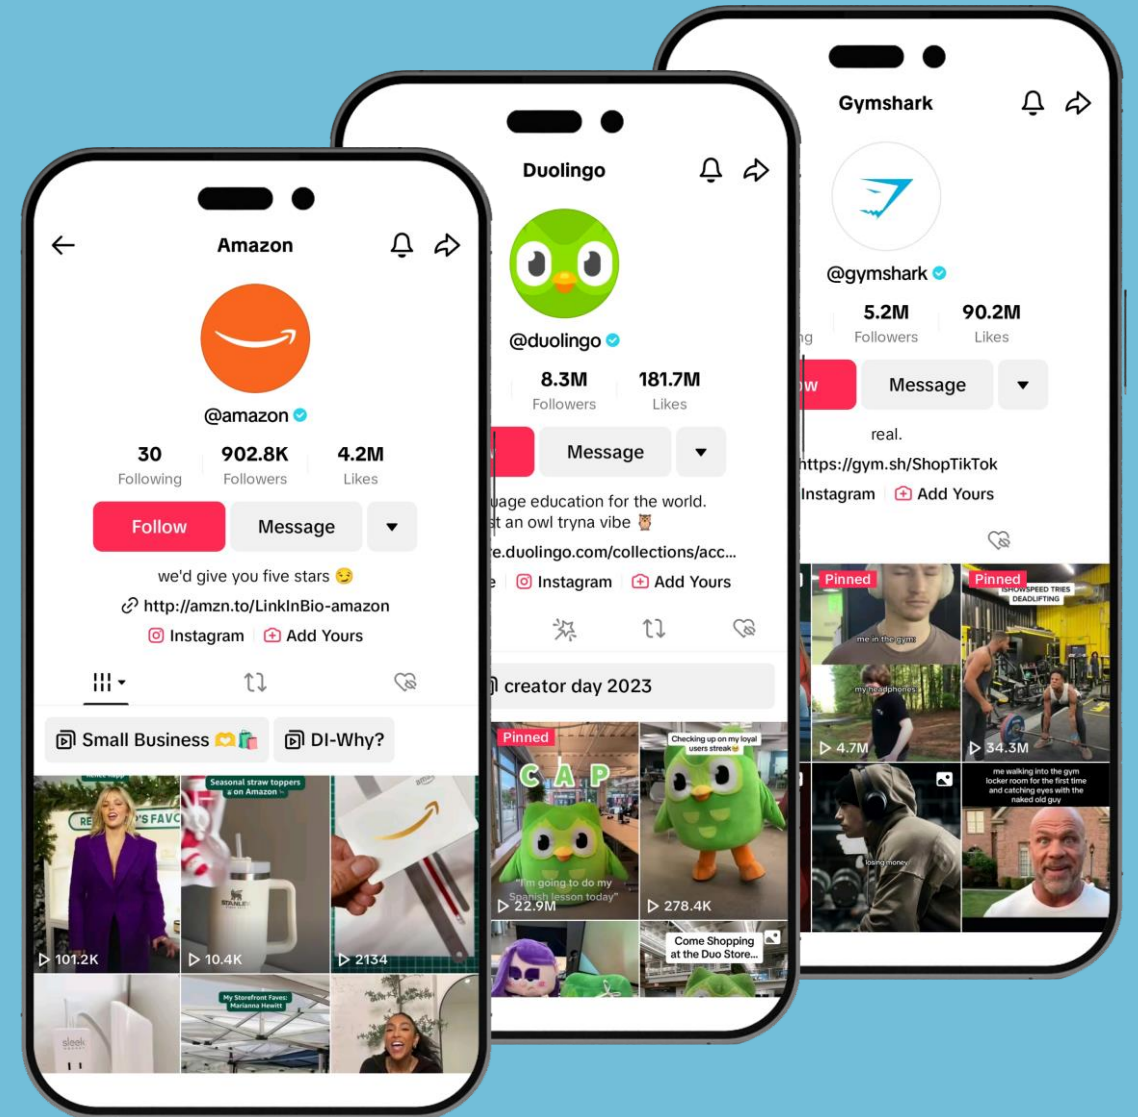 Amazon
@amazon
30 902.8K 4.2M
Following Followers Likes
Follow Message
we'd give you five stars 😏
http://amzn.to/LinkInBio-amazon
Instagram Add Yours
Small Business 🫶🛍️ DI-Why?
Seasonal straw toppers
on Amazon
STANLEY
101.2K 10.4K 2134
sleek
My Storefront Faves:
Marianna Hewitt
Duolingo
@duolingo
8.3M 181.7M
Followers Likes
Message
uage education for the world.
st an owl tryna vibe 🦉
e.duolingo.com/collections/acc...
Instagram Add Yours
creator day 2023
Pinned
CAP
"I'm going to do my
Spanish lesson today"
22.9M
Checking up on my loyal
users streak
278.4K
Come Shopping
at the Duo Store...
Gymshark
@gymshark
5.2M 90.2M
ng Followers Likes
ow Message
real.
https://gym.sh/ShopTikTok
Instagram Add Yours
Pinned
me in the gym:
my headphones:
4.7M
Pinned
ISHOWSPEED TRIES
DEADLIFTING
34.3M
losing money
me walking into the gym
locker room for the first time
and catching eyes with the
naked old guy